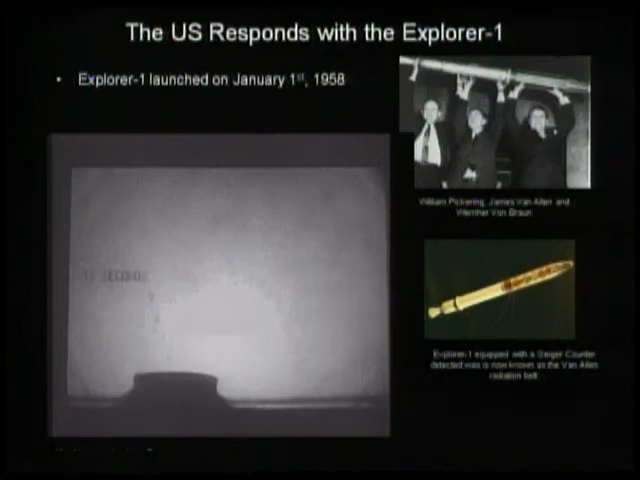 The US Responds with the Explorer-1
• Explorer-1 launched on January 1st, 1958
William Pickering, James Van Allen and
Wernher Von Braun
Explorer-1 equipped with a Geiger Counter
detected was is now known as the Van Allen
radiation belt.